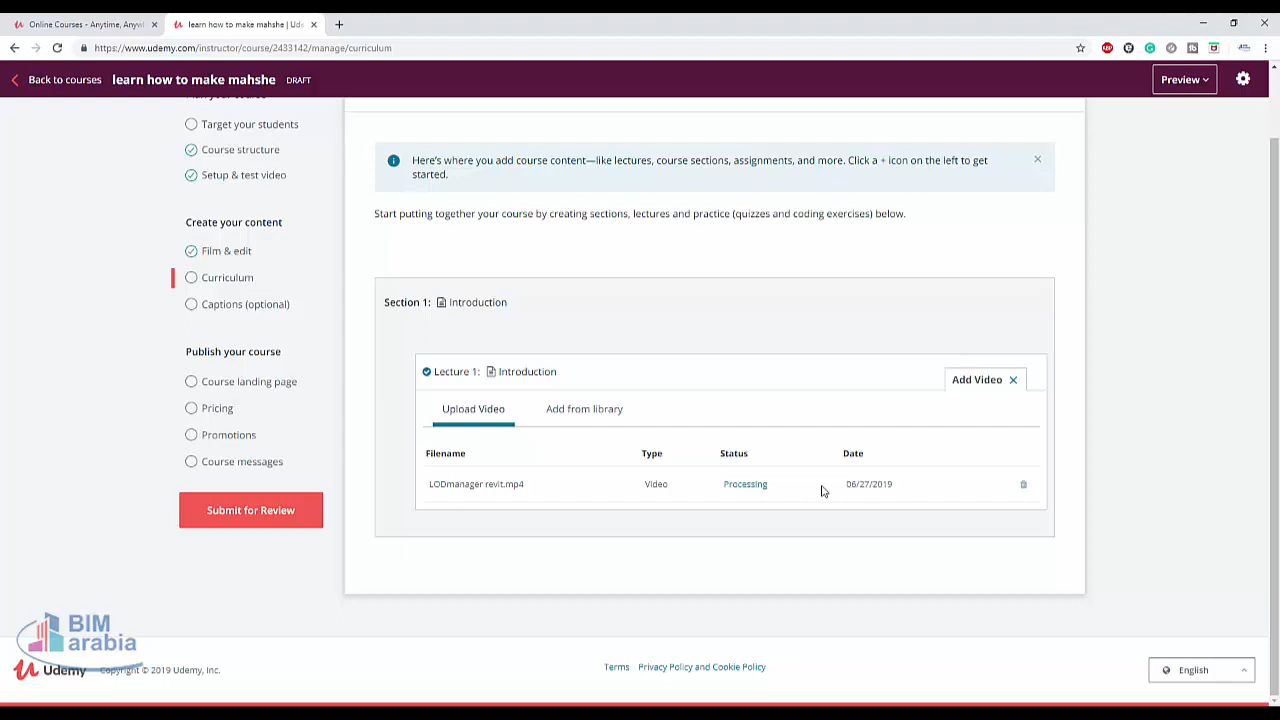 Online Courses - Anytime, Anyw
learn how to make mahshe | Ude
https://www.udemy.com/instructor/course/2433142/manage/curriculum
Back to courses
learn how to make mahshe
DRAFT
Preview
Target your students
Course structure
Setup & test video
Create your content
Film & edit
Curriculum
Captions (optional)
Publish your course
Course landing page
Pricing
Promotions
Course messages
Submit for Review
Here's where you add course content—like lectures, course sections, assignments, and more. Click a + icon on the left to get
started.
Start putting together your course by creating sections, lectures and practice (quizzes and coding exercises) below.
Section 1: Introduction
Lecture 1: Introduction
Add Video
Upload Video Add from library
Filename Type Status Date
LODmanager revit.mp4 Video Processing 06/27/2019
BIM
arabia
Udemy
Copyright © 2019 Udemy, Inc.
Terms Privacy Policy and Cookie Policy
English